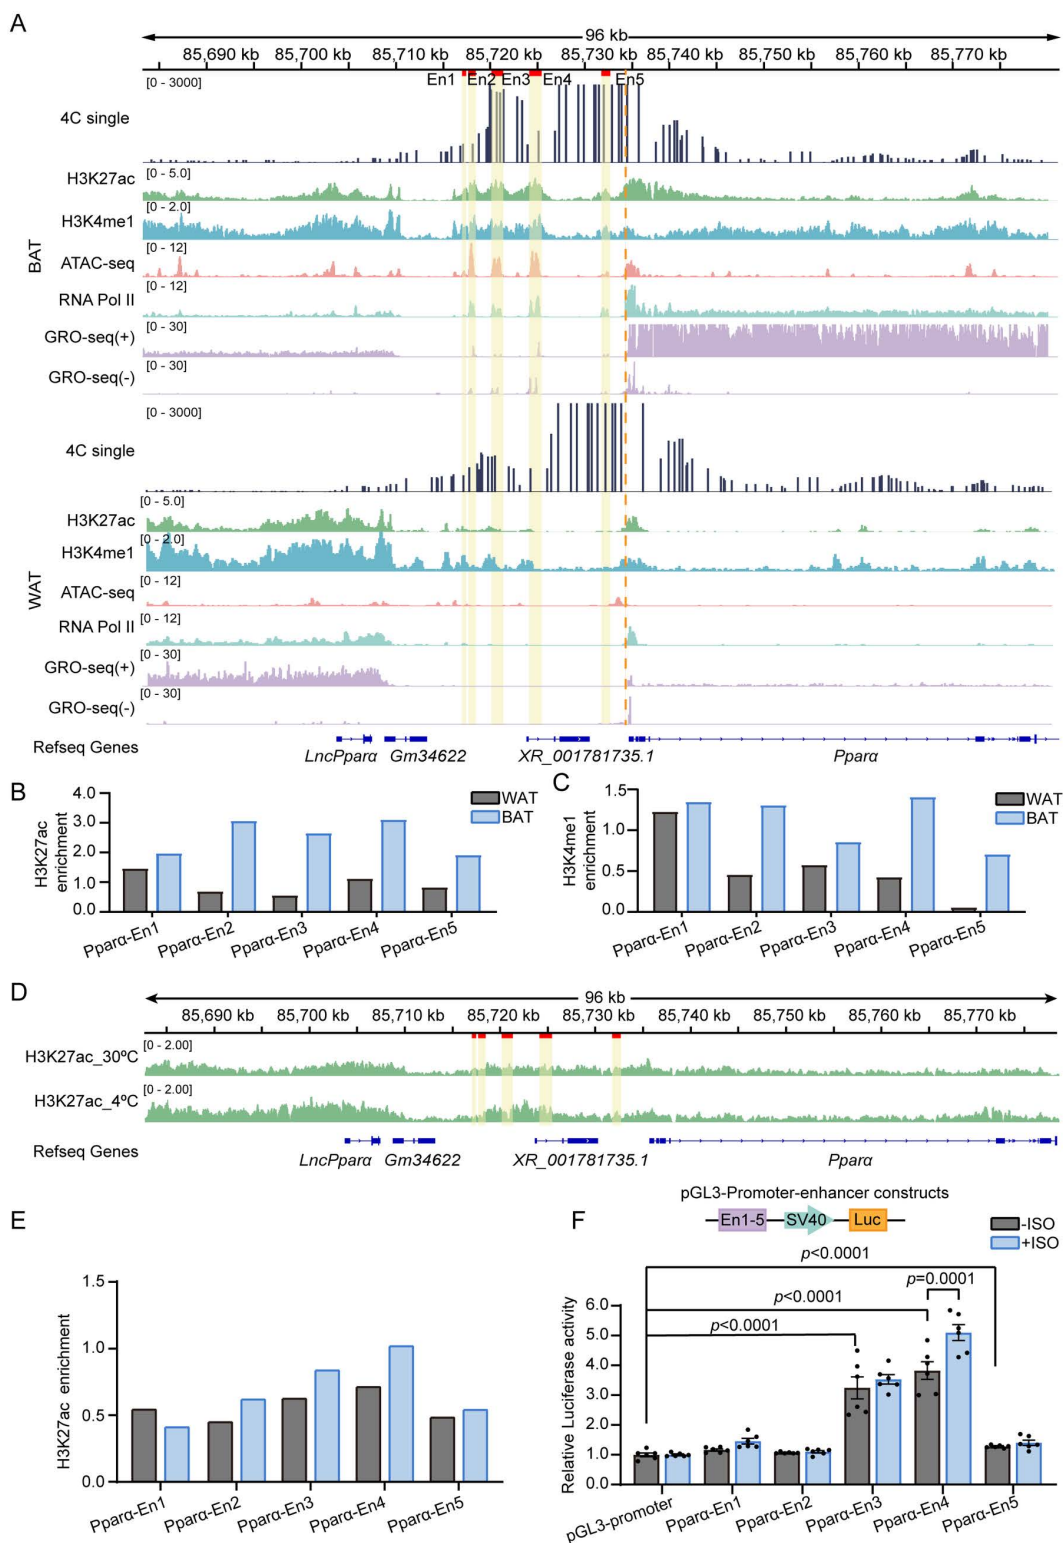 A
96 kb
85,690 kb 85,700 kb 85,710 kb 85,720 kb 85,730 kb 85,740 kb 85,750 kb 85,760 kb 85,770 kb
En1 En2 En3 En4 En5
BAT
4C single [0 - 3000]
H3K27ac [0 - 5.0]
H3K4me1 [0 - 2.0]
ATAC-seq [0 - 12]
RNA Pol II [0 - 12]
GRO-seq(+) [0 - 30]
GRO-seq(-) [0 - 30]
WAT
4C single [0 - 3000]
H3K27ac [0 - 5.0]
H3K4me1 [0 - 2.0]
ATAC-seq [0 - 12]
RNA Pol II [0 - 12]
GRO-seq(+) [0 - 30]
GRO-seq(-) [0 - 30]
Refseq Genes
LncPparα Gm34622 XR_001781735.1 Pparα
B
H3K27ac
enrichment
4.0
3.0
2.0
1.0
0.0
WAT
BAT
Pparα-En1 Pparα-En2 Pparα-En3 Pparα-En4 Pparα-En5
C
H3K4me1
enrichment
1.5
1.0
0.5
0.0
WAT
BAT
Pparα-En1 Pparα-En2 Pparα-En3 Pparα-En4 Pparα-En5
D
96 kb
85,690 kb 85,700 kb 85,710 kb 85,720 kb 85,730 kb 85,740 kb 85,750 kb 85,760 kb 85,770 kb
H3K27ac_30ºC [0 - 2.00]
H3K27ac_4ºC [0 - 2.00]
Refseq Genes
LncPparα Gm34622 XR_001781735.1 Pparα
E
H3K27ac enrichment
1.5
1.0
0.5
0.0
Pparα-En1 Pparα-En2 Pparα-En3 Pparα-En4 Pparα-En5
F
pGL3-Promoter-enhancer constructs
En1-5 SV40 Luc
-ISO
+ISO
p<0.0001
p=0.0001
p<0.0001
p<0.0001
Relative Luciferase activity
6.0
5.0
4.0
3.0
2.0
1.0
0.0
pGL3-promoter Pparα-En1 Pparα-En2 Pparα-En3 Pparα-En4 Pparα-En5